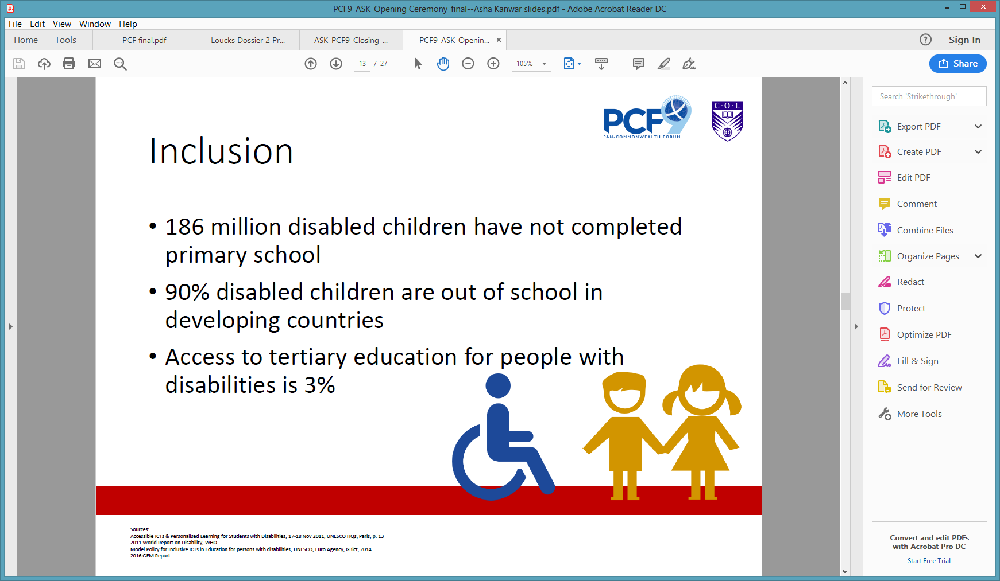 PCF9_ASK_Opening Ceremony_final--Asha Kanwar slides.pdf - Adobe Acrobat Reader DC
File Edit View Window Help
Home Tools PCF final.pdf Loucks Dossier 2 Pr... ASK_PCF9_Closing_... PCF9_ASK_Openin... × Sign In
13 / 27 105% Share
PCF9
PAN-COMMONWEALTH FORUM
C·O·L
Inclusion
• 186 million disabled children have not completed
primary school
• 90% disabled children are out of school in
developing countries
• Access to tertiary education for people with
disabilities is 3%
Sources:
Accessible ICTs & Personalised Learning for Students with Disabilities, 17-18 Nov 2011, UNESCO HQs, Paris, p. 13
2011 World Report on Disability, WHO
Model Policy for Inclusive ICTs in Education for persons with disabilities, UNESCO, Euro Agency, G3ict, 2014
2016 GEM Report
Search 'Strikethrough'
Export PDF
Create PDF
Edit PDF
Comment
Combine Files
Organize Pages
Redact
Protect
Optimize PDF
Fill & Sign
Send for Review
More Tools
Convert and edit PDFs
with Acrobat Pro DC
Start Free Trial